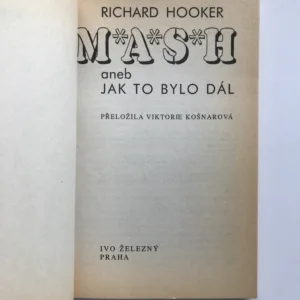 RICHARD HOOKER
M*A*S*H
aneb
JAK TO BYLO DÁL
PŘELOŽILA VIKTORIE KOŠNAROVÁ
IVO ŽELEZNÝ
PRAHA